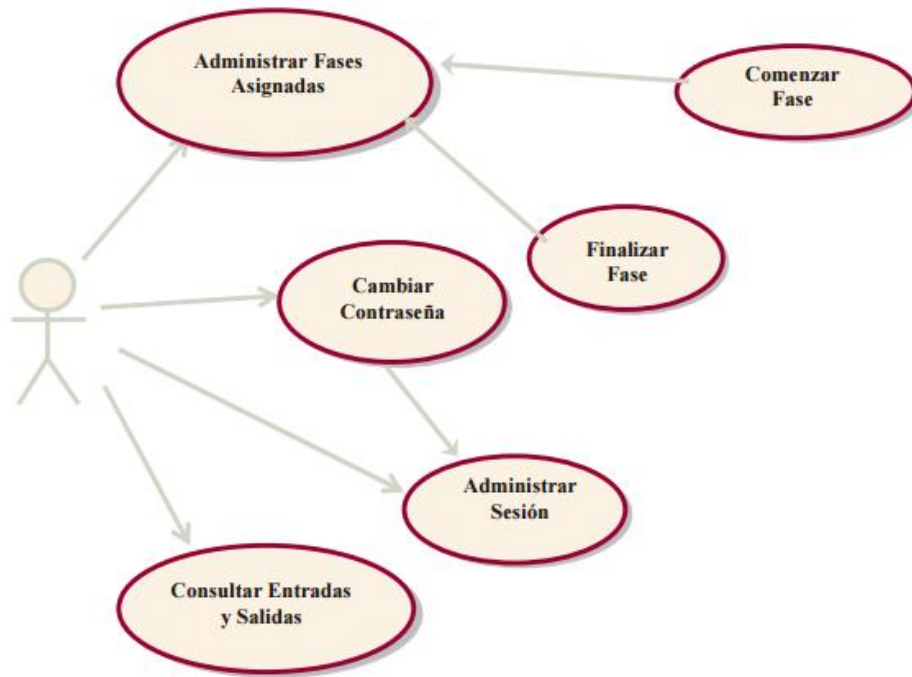 Administrar Fases
Asignadas
Comenzar
Fase
Finalizar
Fase
Cambiar
Contraseña
Administrar
Sesión
Consultar Entradas
y Salidas